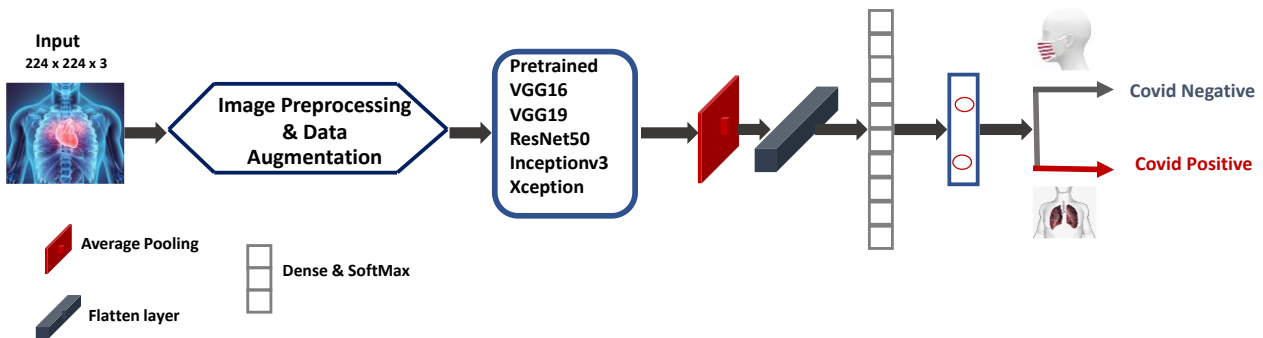 Input
224 x 224 x 3
Image Preprocessing
& Data
Augmentation
Pretrained
VGG16
VGG19
ResNet50
Inceptionv3
Xception
Covid Negative
Covid Positive
Average Pooling
Dense & SoftMax
Flatten layer